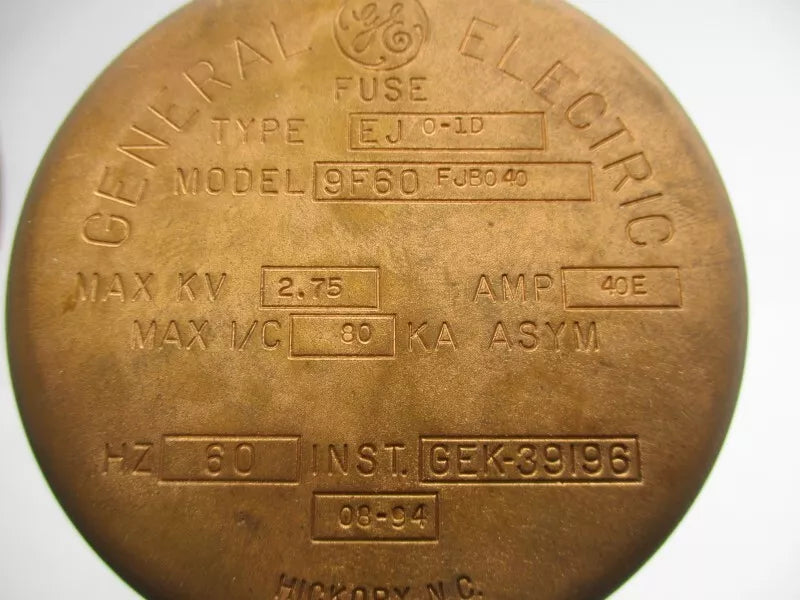 GENERAL GE ELECTRIC
FUSE
TYPE EJ O-1D
MODEL 9F60 FJB040
MAX KV 2.75 AMP 40E
MAX I/C 80 KA ASYM
HZ 60 INST. GEK-39196
08-94
HICKORY N.C.